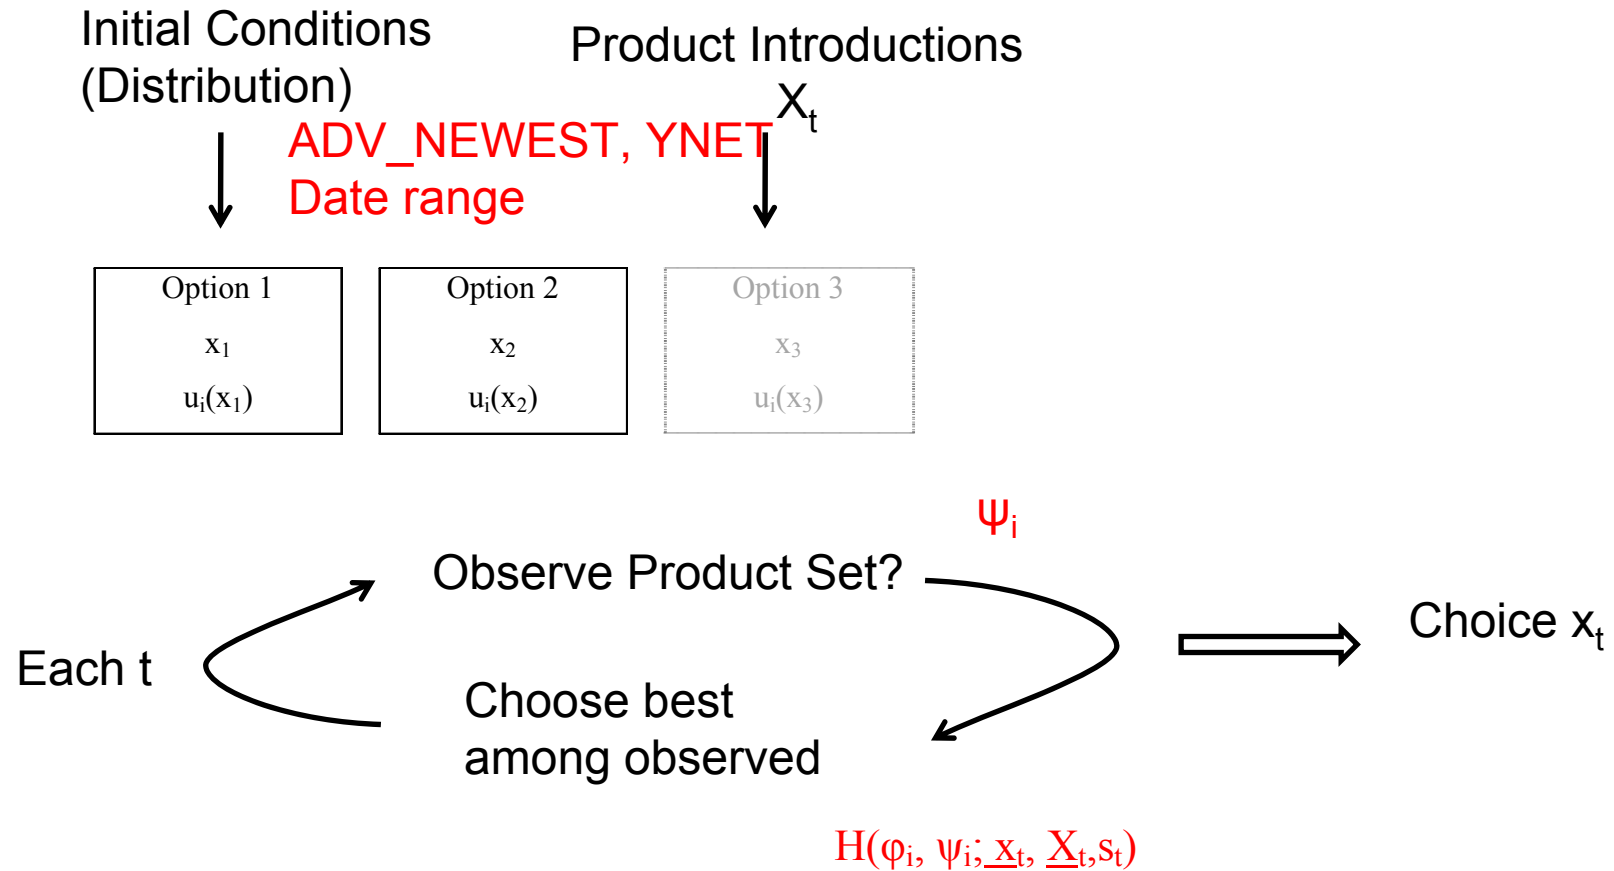 Initial Conditions
(Distribution)
Product Introductions
Xₜ
ADV_NEWEST, YNET
Date range
Option 1
x₁
uᵢ(x₁)
Option 2
x₂
uᵢ(x₂)
Option 3
x₃
uᵢ(x₃)
ψᵢ
Observe Product Set?
Each t
Choose best
among observed
Choice xₜ
H(φᵢ, ψᵢ; xₜ, Xₜ,sₜ)